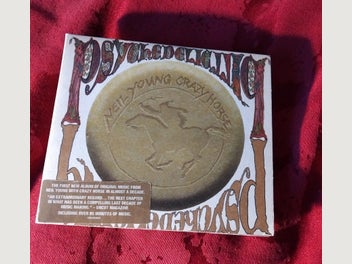 PSYCHEDELIC PILL
NEIL YOUNG CRAZY HORSE
THE FIRST NEW ALBUM OF ORIGINAL MUSIC FROM
NEIL YOUNG WITH CRAZY HORSE IN ALMOST A DECADE.
"AN EXTRAORDINARY RECORD... THE NEXT CHAPTER
IN WHAT HAS BEEN A COMPELLING LAST DECADE OF
MUSIC MAKING." – UNCUT MAGAZINE
INCLUDING OVER 85 MINUTES OF MUSIC.